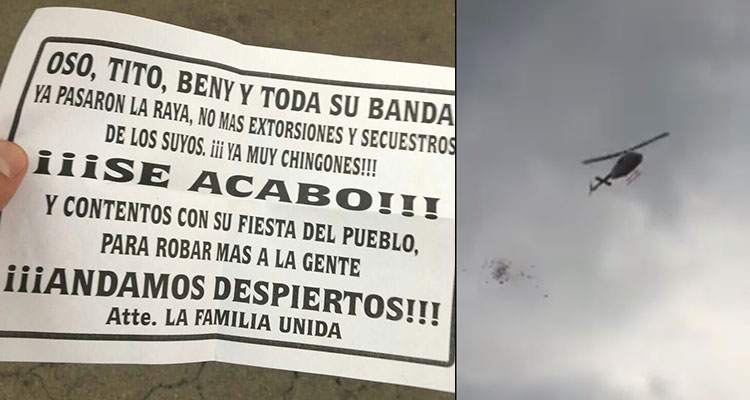 OSO, TITO, BENY Y TODA SU BANDA
YA PASARON LA RAYA, NO MAS EXTORSIONES Y SECUESTROS
DE LOS SUYOS. ¡¡¡ YA MUY CHINGONES!!!
¡¡¡SE ACABO!!!
Y CONTENTOS CON SU FIESTA DEL PUEBLO,
PARA ROBAR MAS A LA GENTE
¡¡¡ANDAMOS DESPIERTOS!!!
Atte. LA FAMILIA UNIDA